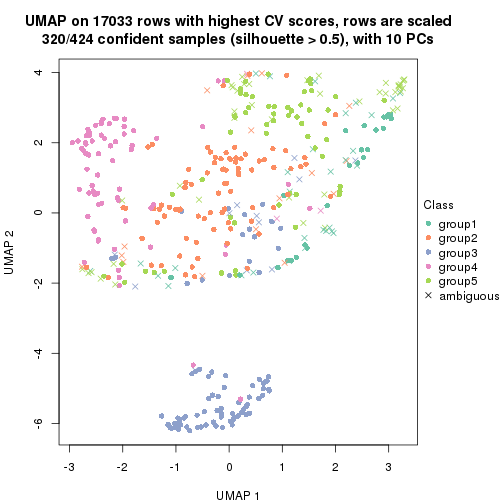 UMAP on 17033 rows with highest CV scores, rows are scaled
320/424 confident samples (silhouette > 0.5), with 10 PCs
4
2
0
-2
-4
-6
UMAP 2
-3
-2
-1
0
1
2
3
UMAP 1
Class
group1
group2
group3
group4
group5
ambiguous